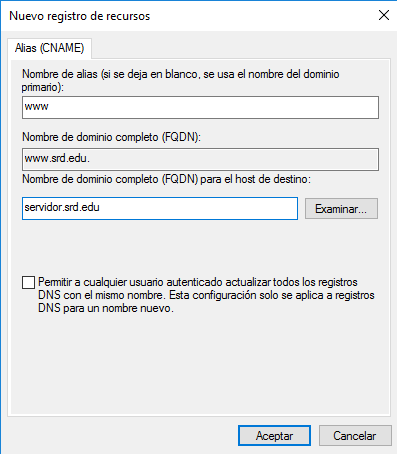 Nuevo registro de recursos
Alias (CNAME)
Nombre de alias (si se deja en blanco, se usa el nombre del dominio
primario):
www
Nombre de dominio completo (FQDN):
www.srd.edu.
Nombre de dominio completo (FQDN) para el host de destino:
servidor.srd.edu
Examinar...
Permitir a cualquier usuario autenticado actualizar todos los registros
DNS con el mismo nombre. Esta configuración solo se aplica a registros
DNS para un nombre nuevo.
Aceptar
Cancelar